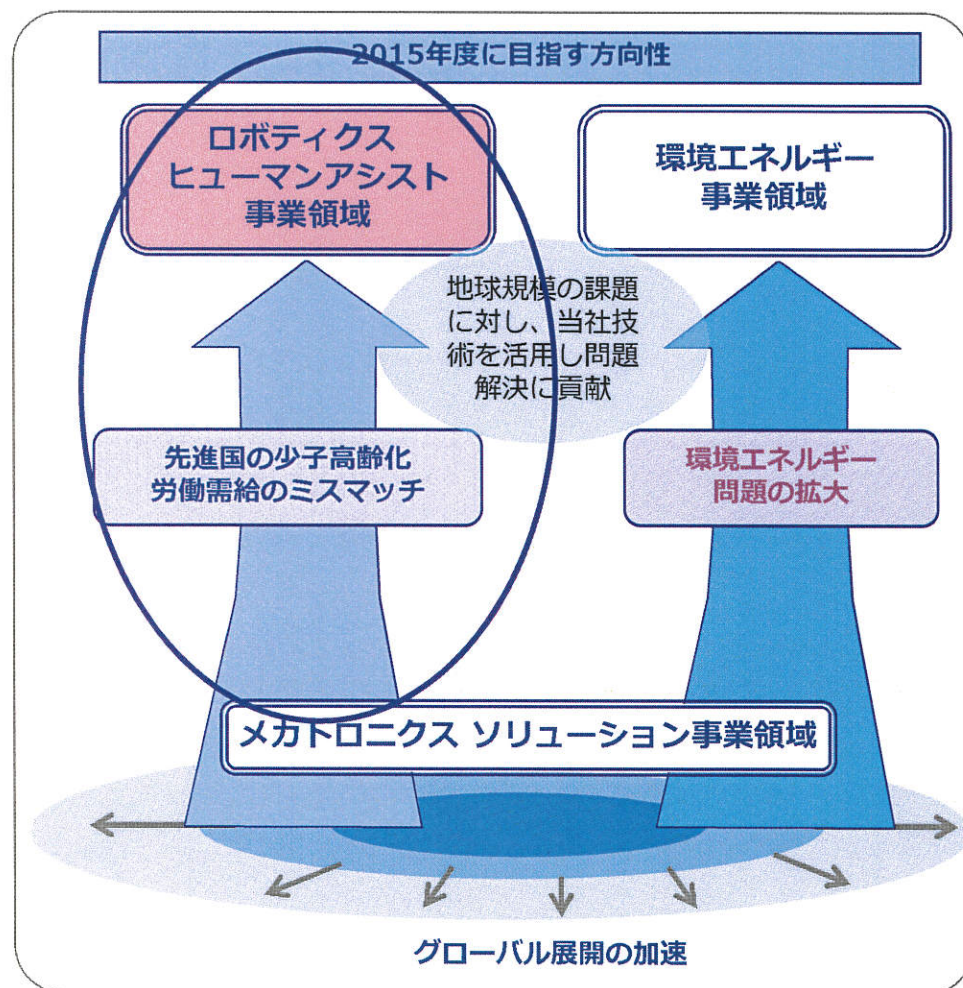 2015年度に目指す方向性
ロボティクス
ヒューマンアシスト
事業領域
環境エネルギー
事業領域
地球規模の課題
に対し、当社技
術を活用し問題
解決に貢献
先進国の少子高齢化
労働需給のミスマッチ
環境エネルギー
問題の拡大
メカトロニクス ソリューション事業領域
グローバル展開の加速